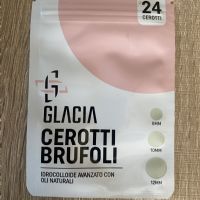 24
CEROTTI
GLACIA
CEROTTI
BRUFOLI
IDROCOLLOIDE AVANZATO CON
OLI NATURALI
8MM
10MM
12MM